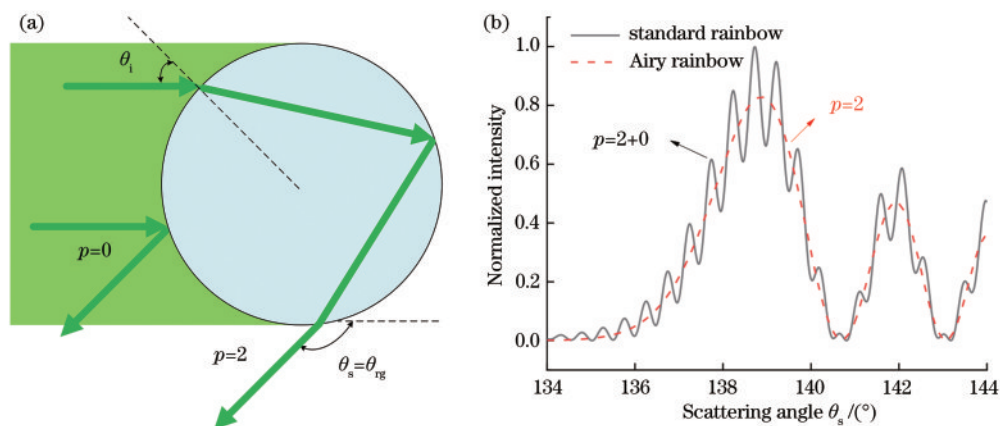 (a)
θi
p=0
p=2
θs=θrg
(b)
Normalized intensity
1.0
0.8
0.6
0.4
0.2
0.0
standard rainbow
Airy rainbow
p=2
p=2+0
134 136 138 140 142 144
Scattering angle θs /(°)